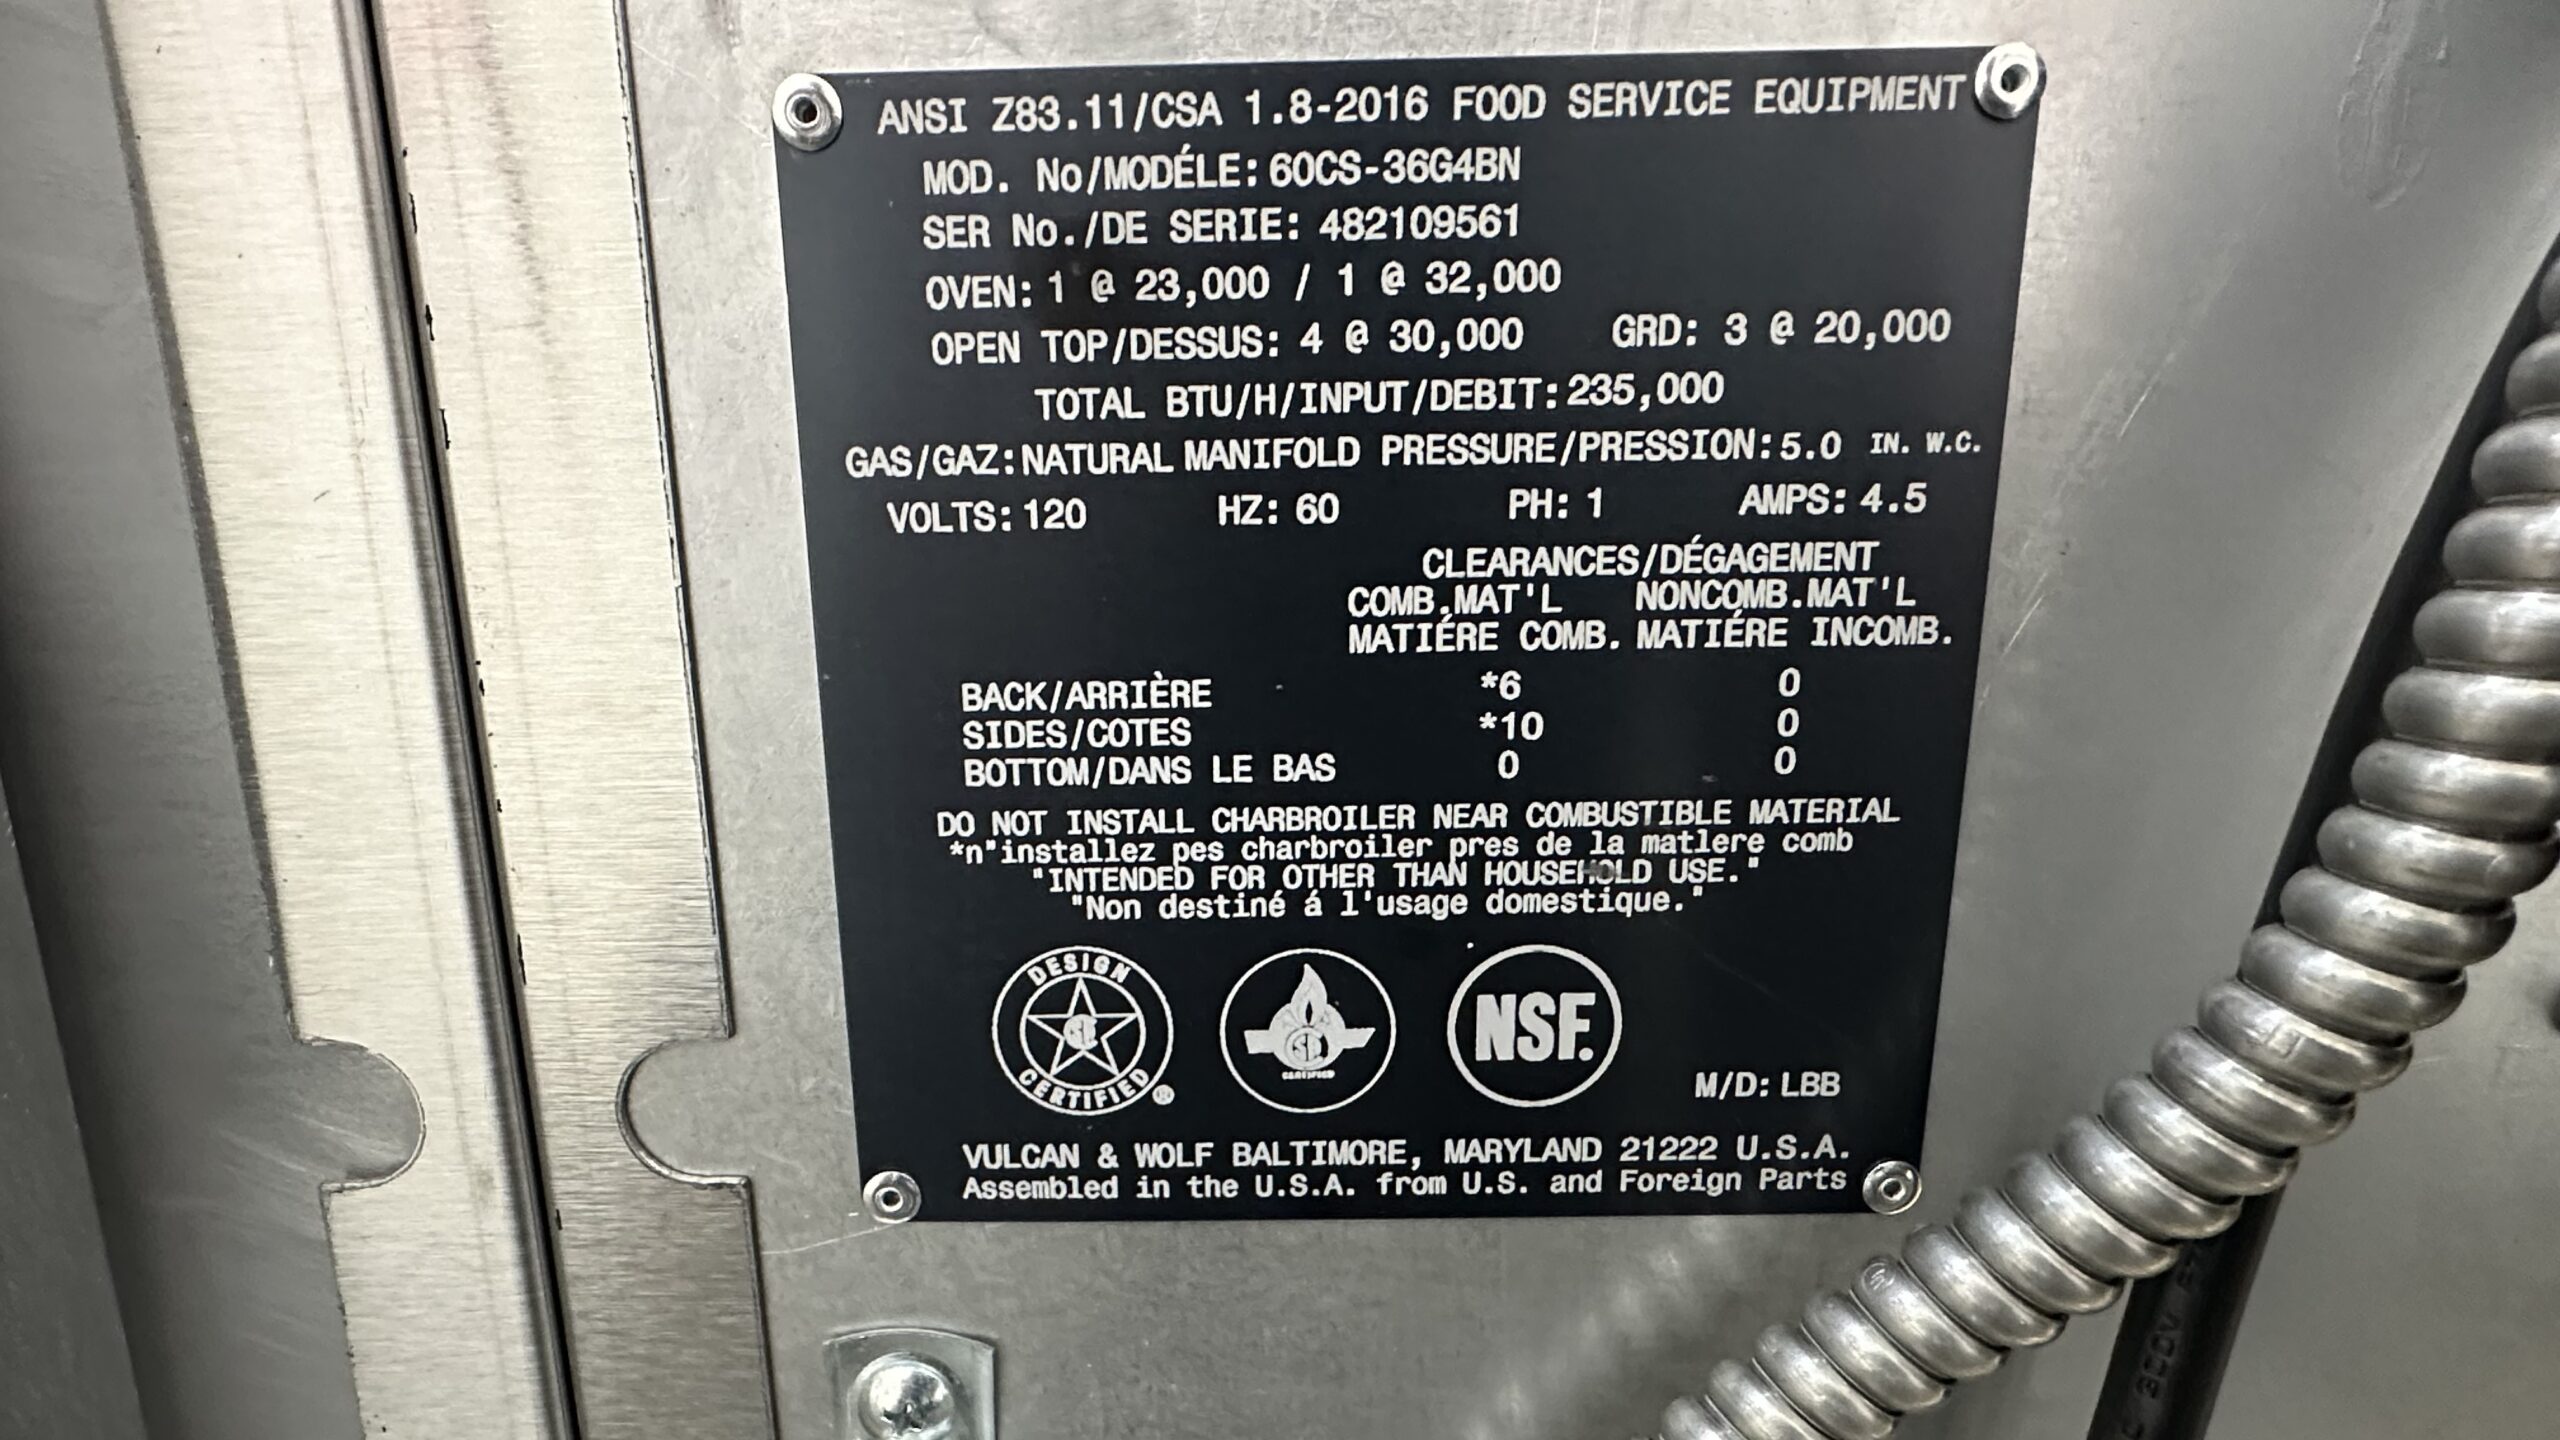 ANSI Z83.11/CSA 1.8-2016 FOOD SERVICE EQUIPMENT
MOD. No/MODÉLE: 60CS-36G4BN
SER No./DE SERIE: 482109561
OVEN: 1 @ 23,000 / 1 @ 32,000
OPEN TOP/DESSUS: 4 @ 30,000 GRD: 3 @ 20,000
TOTAL BTU/H/INPUT/DEBIT: 235,000
GAS/GAZ: NATURAL MANIFOLD PRESSURE/PRESSION: 5.0 IN. W.C.
VOLTS: 120 HZ: 60 PH: 1 AMPS: 4.5
CLEARANCES/DÉGAGEMENT
COMB.MAT'L NONCOMB.MAT'L
MATIÉRE COMB. MATIÉRE INCOMB.
BACK/ARRIÈRE *6 0
SIDES/COTES *10 0
BOTTOM/DANS LE BAS 0 0
DO NOT INSTALL CHARBROILER NEAR COMBUSTIBLE MATERIAL
*n"installez pes charbroiler pres de la matlere comb
"INTENDED FOR OTHER THAN HOUSEHOLD USE."
"Non destiné á l'usage domestique."
DESIGN CERTIFIED ®
CERTIFIED
NSF.
M/D: LBB
VULCAN & WOLF BALTIMORE, MARYLAND 21222 U.S.A.
Assembled in the U.S.A. from U.S. and Foreign Parts